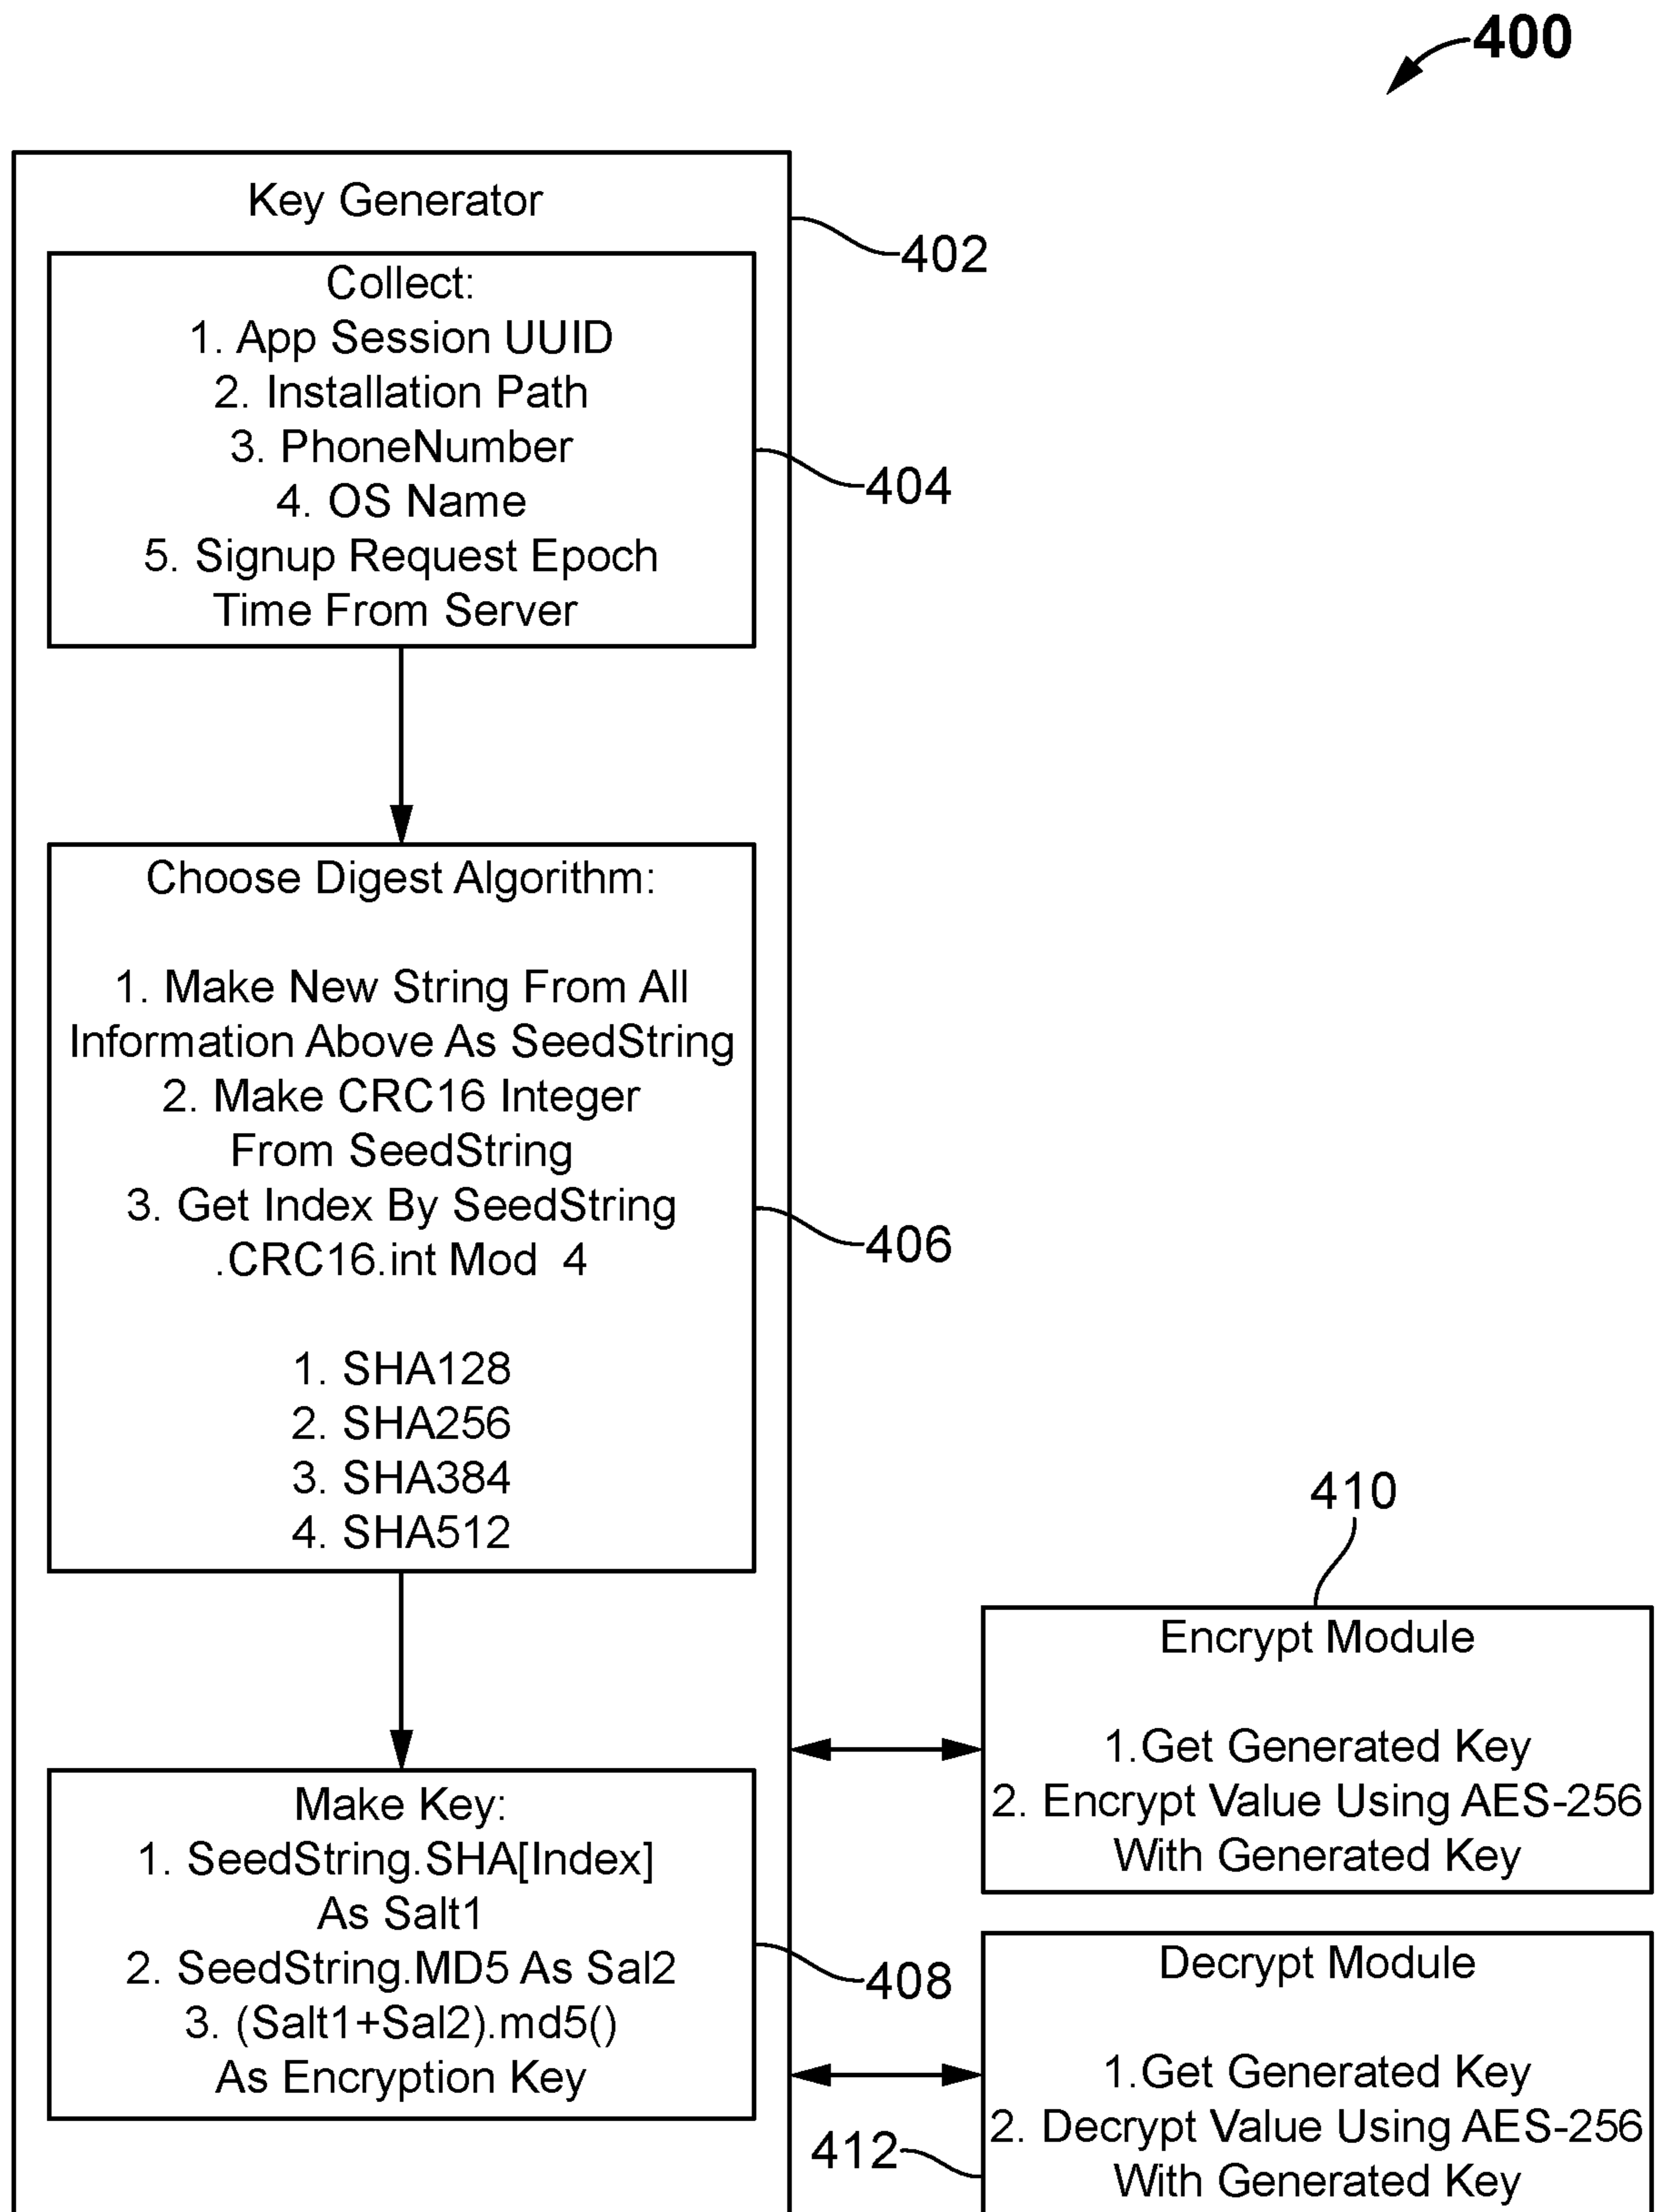 400
Key Generator
402
Collect:
1. App Session UUID
2. Installation Path
3. PhoneNumber
4. OS Name
5. Signup Request Epoch
Time From Server
404
Choose Digest Algorithm:
1. Make New String From All
Information Above As SeedString
2. Make CRC16 Integer
From SeedString
3. Get Index By SeedString
.CRC16.int Mod 4
1. SHA128
2. SHA256
3. SHA384
4. SHA512
406
Make Key:
1. SeedString.SHA[Index]
As Salt1
2. SeedString.MD5 As Sal2
3. (Salt1+Sal2).md5()
As Encryption Key
408
410
Encrypt Module
1.Get Generated Key
2. Encrypt Value Using AES-256
With Generated Key
Decrypt Module
1.Get Generated Key
2. Decrypt Value Using AES-256
With Generated Key
412